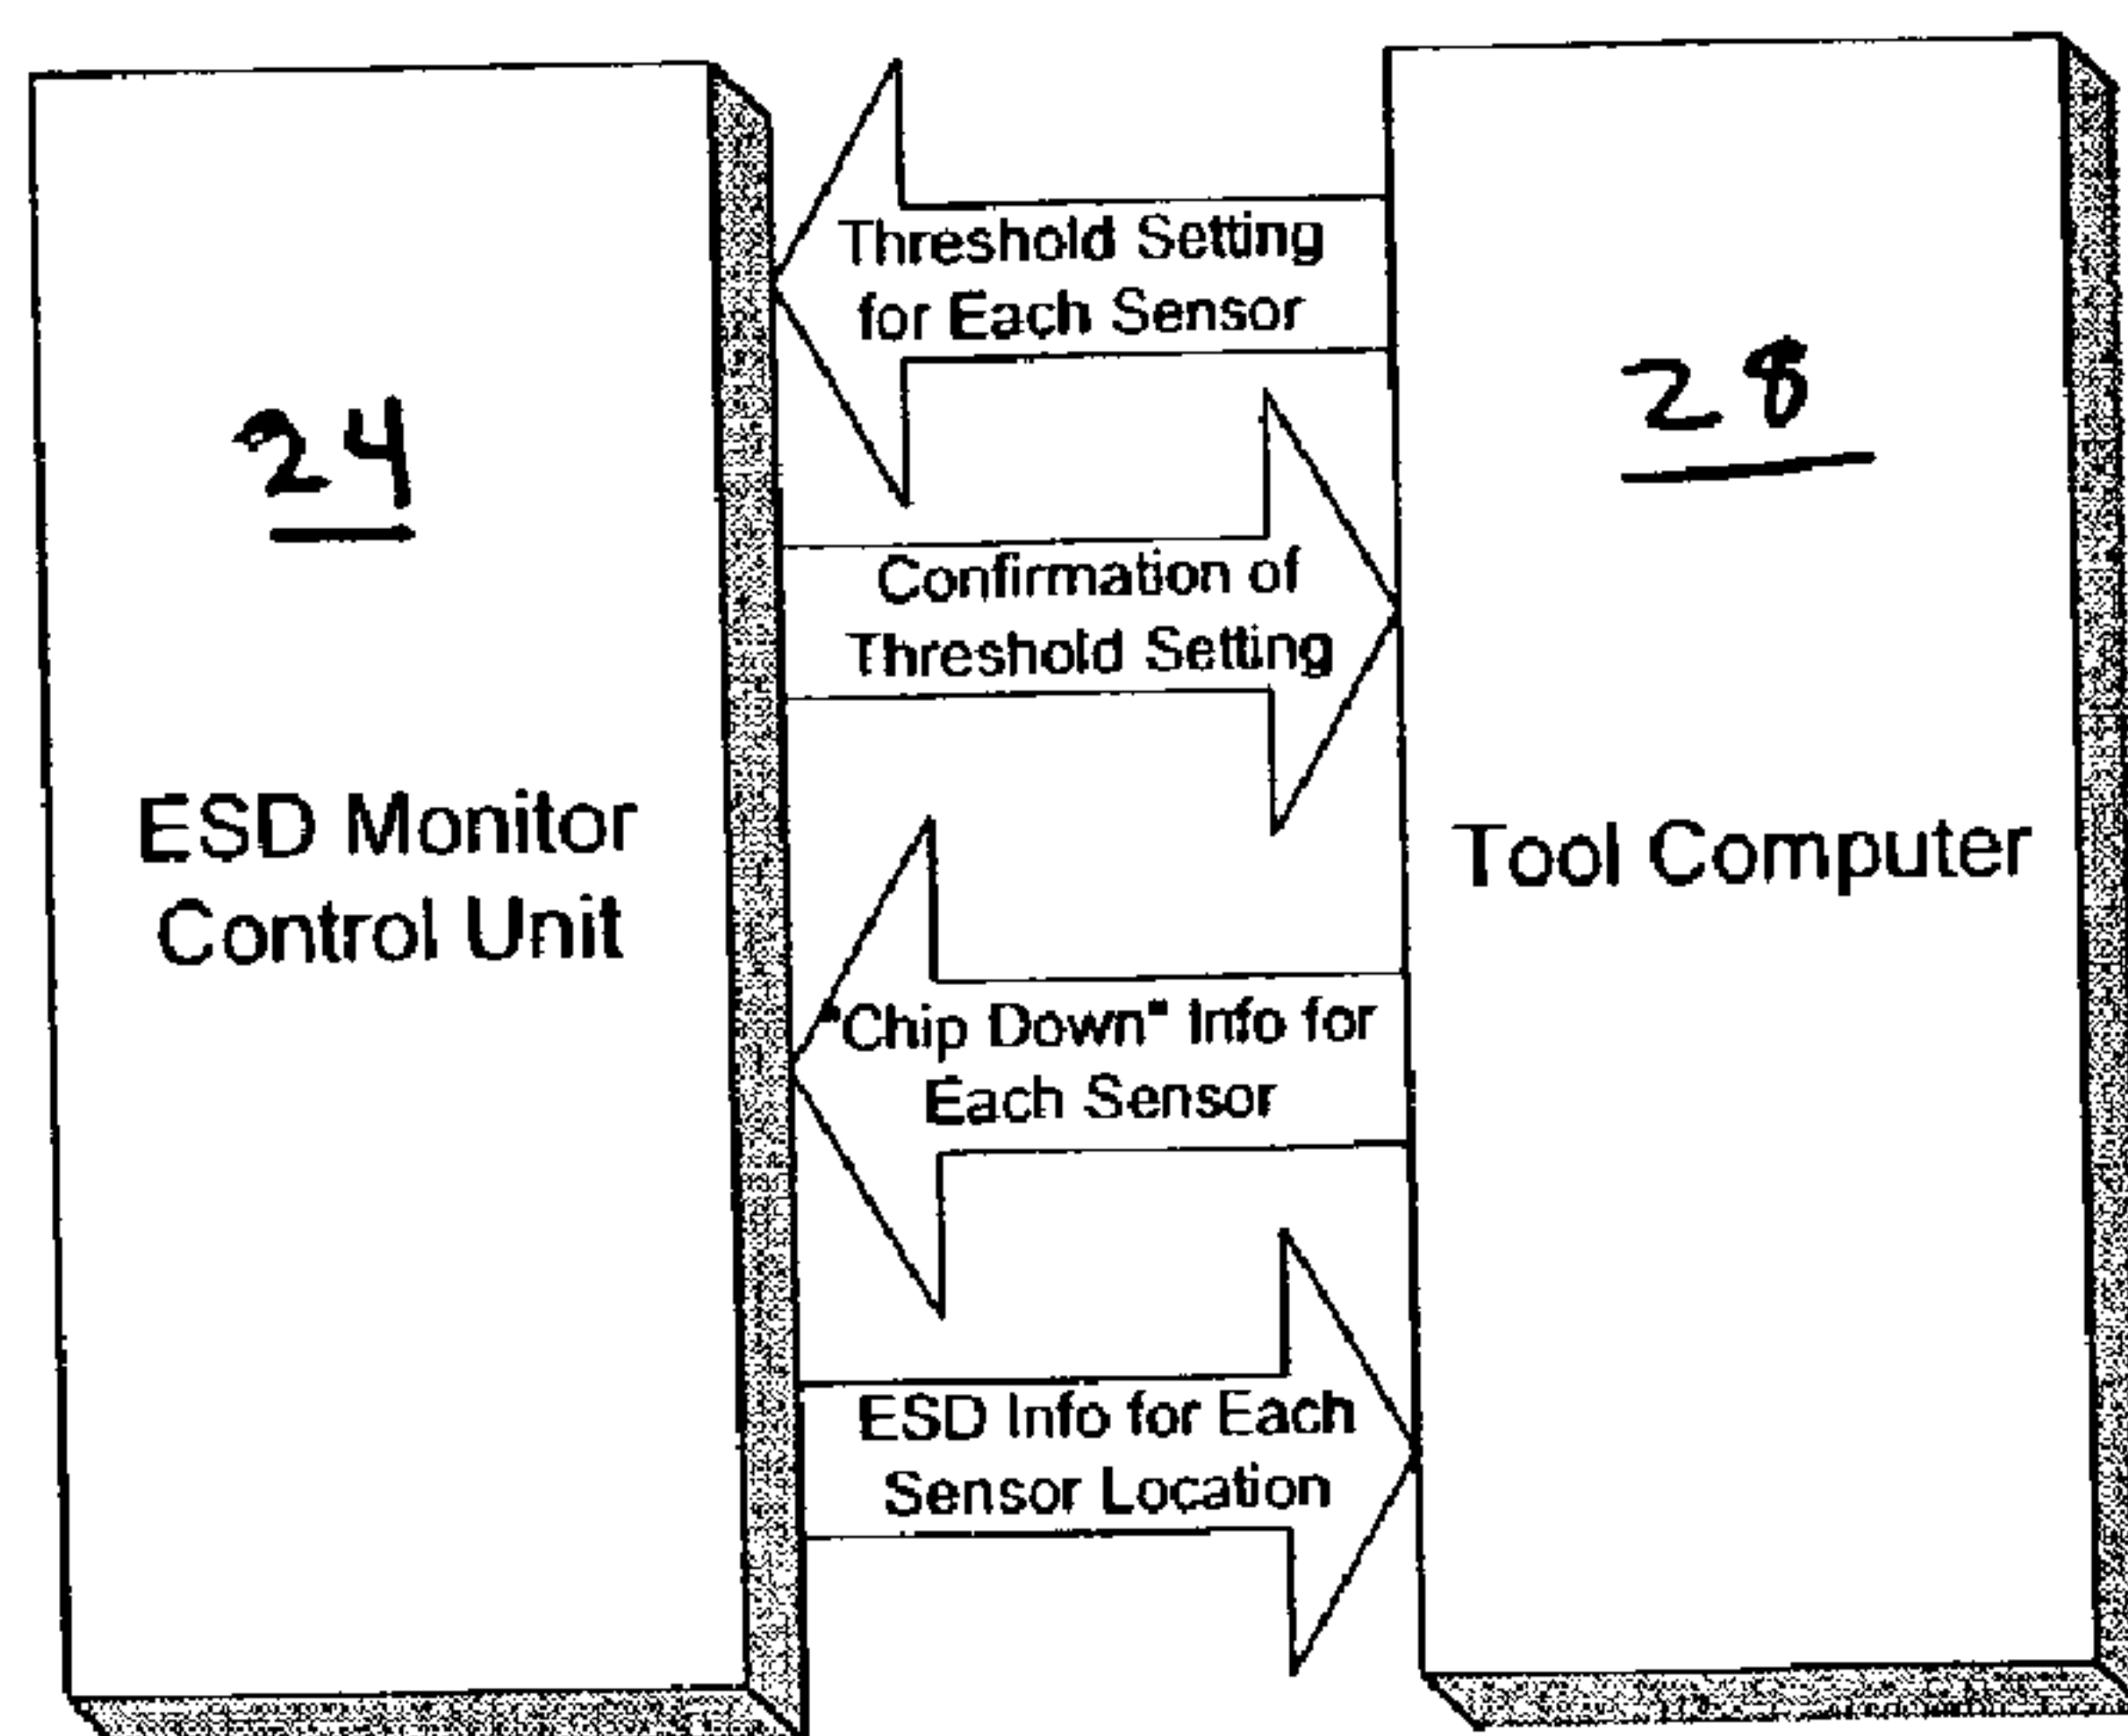 24
ESD Monitor
Control Unit
Threshold Setting
for Each Sensor
Confirmation of
Threshold Setting
"Chip Down" Info for
Each Sensor
ESD Info for Each
Sensor Location
28
Tool Computer